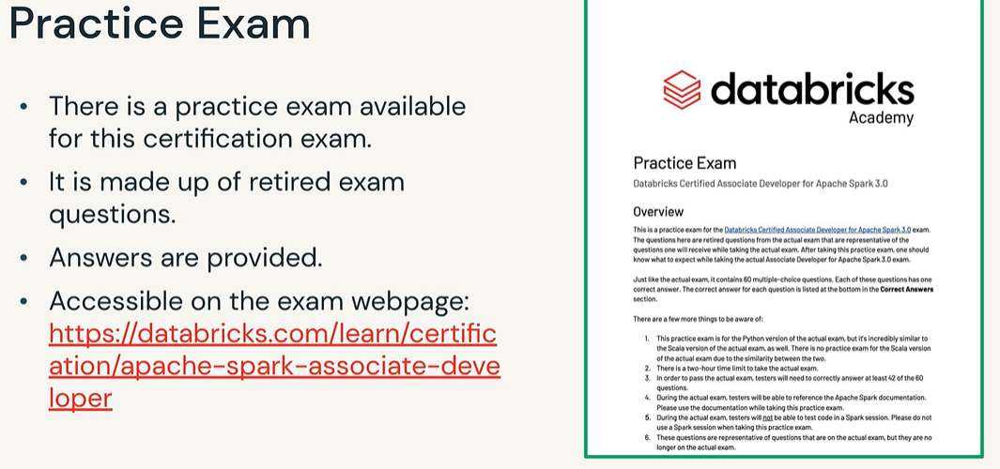 Practice Exam
• There is a practice exam available
for this certification exam.
• It is made up of retired exam
questions.
• Answers are provided.
• Accessible on the exam webpage:
https://databricks.com/learn/certific
ation/apache-spark-associate-deve
loper
databricks
Academy
Practice Exam
Databricks Certified Associate Developer for Apache Spark 3.0
Overview
This is a practice exam for the Databricks Certified Associate Developer for Apache Spark 3.0 exam.
The questions here are retired questions from the actual exam that are representative of the
questions one will receive while taking the actual exam. After taking this practice exam, one should
know what to expect while taking the actual Associate Developer for Apache Spark 3.0 exam.
Just like the actual exam, it contains 60 multiple-choice questions. Each of these questions has one
correct answer. The correct answer for each question is listed at the bottom in the Correct Answers
section.
There are a few more things to be aware of:
1. This practice exam is for the Python version of the actual exam, but it's incredibly similar to
the Scala version of the actual exam, as well. There is no practice exam for the Scala version
of the actual exam due to the similarity between the two.
2. There is a two-hour time limit to take the actual exam.
3. In order to pass the actual exam, testers will need to correctly answer at least 42 of the 60
questions.
4. During the actual exam, testers will be able to reference the Apache Spark documentation.
Please use the documentation while taking this practice exam.
5. During the actual exam, testers will not be able to test code in a Spark session. Please do not
use a Spark session when taking this practice exam.
6. These questions are representative of questions that are on the actual exam, but they are no
longer on the actual exam.